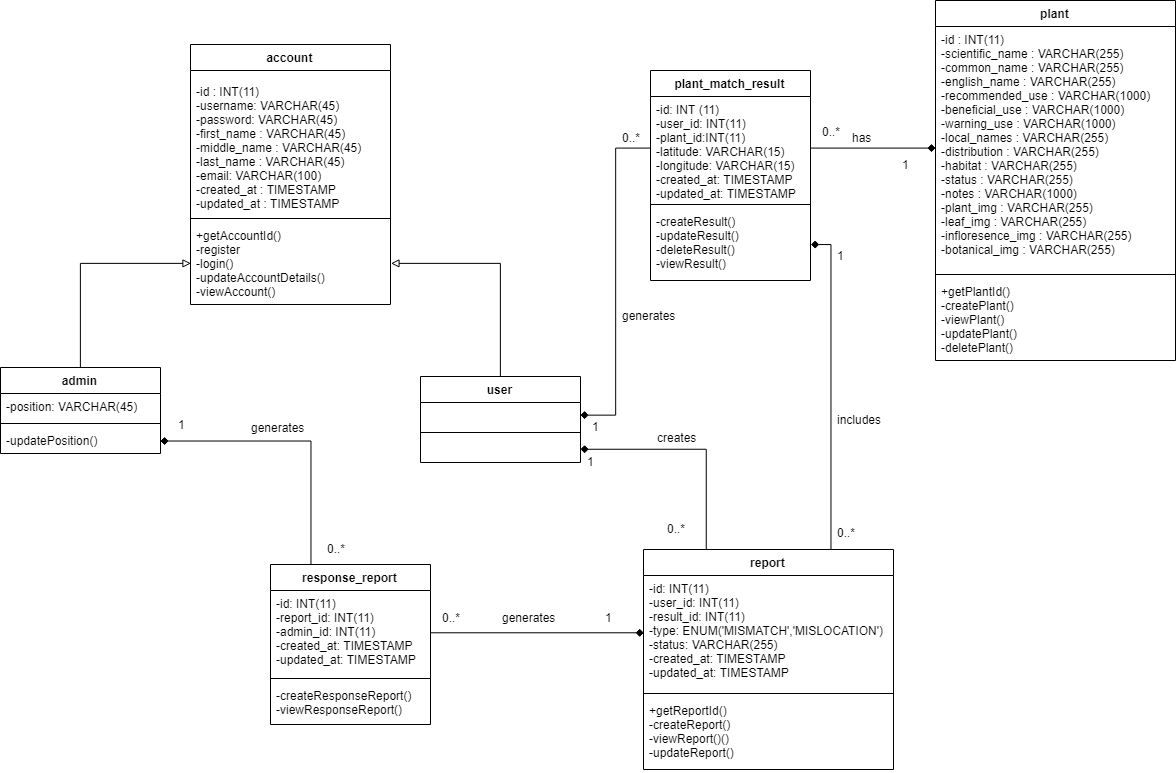 account
-id : INT(11)
-username: VARCHAR(45)
-password: VARCHAR(45)
-first_name : VARCHAR(45)
-middle_name : VARCHAR(45)
-last_name : VARCHAR(45)
-email: VARCHAR(100)
-created_at : TIMESTAMP
-updated_at : TIMESTAMP
+getAccountId()
-register
-login()
-updateAccountDetails()
-viewAccount()
plant_match_result
-id: INT (11)
-user_id: INT(11)
-plant_id:INT(11)
-latitude: VARCHAR(15)
-longitude: VARCHAR(15)
-created_at: TIMESTAMP
-updated_at: TIMESTAMP
-createResult()
-updateResult()
-deleteResult()
-viewResult()
plant
-id : INT(11)
-scientific_name : VARCHAR(255)
-common_name : VARCHAR(255)
-english_name : VARCHAR(255)
-recommended_use : VARCHAR(1000)
-beneficial_use : VARCHAR(1000)
-warning_use : VARCHAR(1000)
-local_names : VARCHAR(255)
-distribution : VARCHAR(255)
-habitat : VARCHAR(255)
-status : VARCHAR(255)
-notes : VARCHAR(1000)
-plant_img : VARCHAR(255)
-leaf_img : VARCHAR(255)
-infloresence_img : VARCHAR(255)
-botanical_img : VARCHAR(255)
+getPlantId()
-createPlant()
-viewPlant()
-updatePlant()
-deletePlant()
0..*
0..*
has
1
1
generates
admin
-position: VARCHAR(45)
-updatePosition()
user
1
generates
1
creates
1
includes
0..*
0..*
0..*
response_report
-id: INT(11)
-report_id: INT(11)
-admin_id: INT(11)
-created_at: TIMESTAMP
-updated_at: TIMESTAMP
-createResponseReport()
-viewResponseReport()
0..*
generates
1
report
-id: INT(11)
-user_id: INT(11)
-result_id: INT(11)
-type: ENUM('MISMATCH','MISLOCATION')
-status: VARCHAR(255)
-created_at: TIMESTAMP
-updated_at: TIMESTAMP
+getReportId()
-createReport()
-viewReport()()
-updateReport()